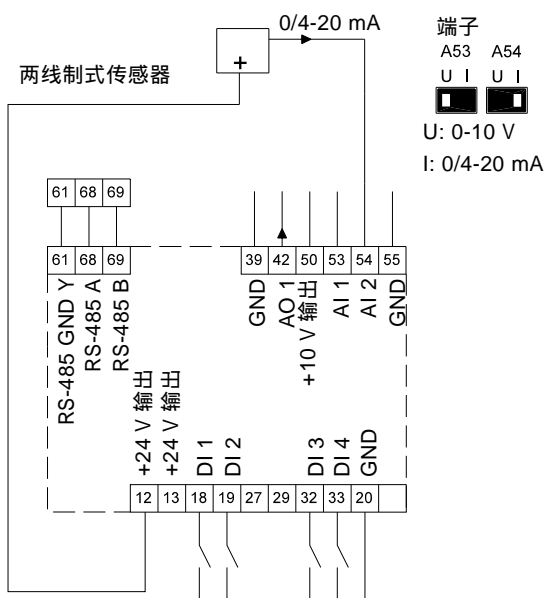 0/4-20 mA
+
两线制式传感器
端子
A53 A54
U I U I
U: 0-10 V
I: 0/4-20 mA
61 68 69
61 68 69
39 42 50 53 54 55
RS-485 GND Y
RS-485 A
RS-485 B
GND
AO 1
+10 V 输出
AI 1
AI 2
GND
+24 V 输出
+24 V 输出
DI 1
DI 2
DI 3
DI 4
GND
12 13 18 19 27 29 32 33 20